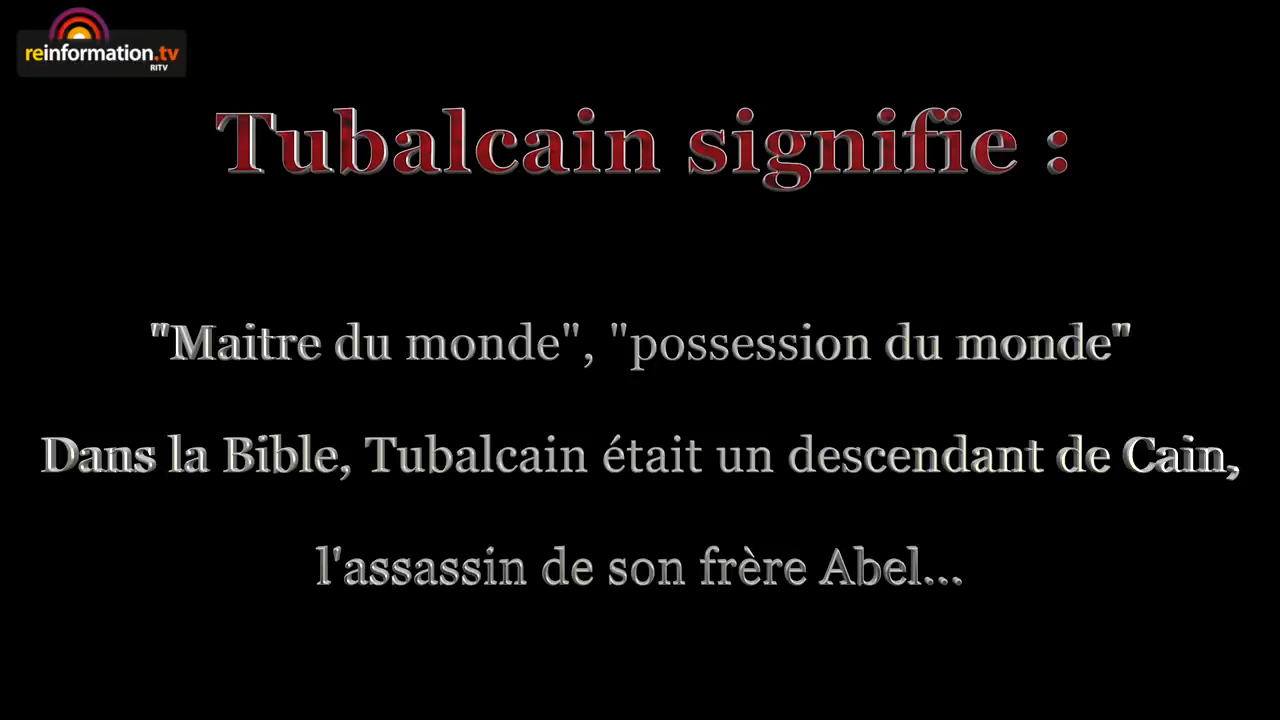 reinformation.tv
RITV
Tubalcain signifie :
"Maitre du monde", "possession du monde"
Dans la Bible, Tubalcain était un descendant de Cain,
l'assassin de son frère Abel...